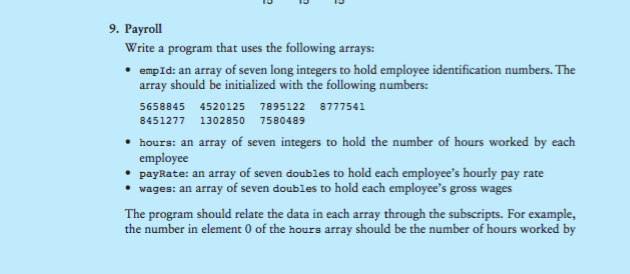 15 15 15
9. Payroll
Write a program that uses the following arrays:
• empId: an array of seven long integers to hold employee identification numbers. The
array should be initialized with the following numbers:
5658845 4520125 7895122 8777541
8451277 1302850 7580489
• hours: an array of seven integers to hold the number of hours worked by each
employee
• payRate: an array of seven doubles to hold each employee's hourly pay rate
• wages: an array of seven doubles to hold each employee's gross wages
The program should relate the data in each array through the subscripts. For example,
the number in element 0 of the hours array should be the number of hours worked by